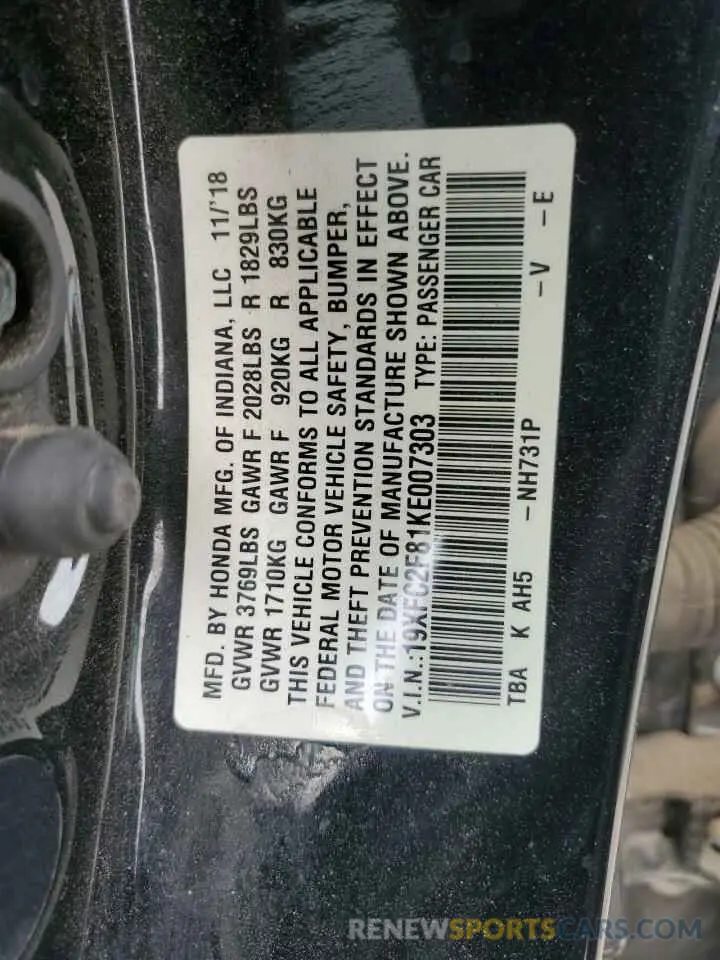 MFD. BY HONDA MFG. OF INDIANA, LLC 11/'18
GVWR 3769LBS GAWR F 2028LBS R 1829LBS
GVWR 1710KG GAWR F 920KG R 830KG
THIS VEHICLE CONFORMS TO ALL APPLICABLE
FEDERAL MOTOR VEHICLE SAFETY, BUMPER,
AND THEFT PREVENTION STANDARDS IN EFFECT
ON THE DATE OF MANUFACTURE SHOWN ABOVE.
V.I.N.:19XFC2F81KE007303 TYPE: PASSENGER CAR
TBA K AH5 -NH731P -V -E
RENEWSPORTSCARS.COM